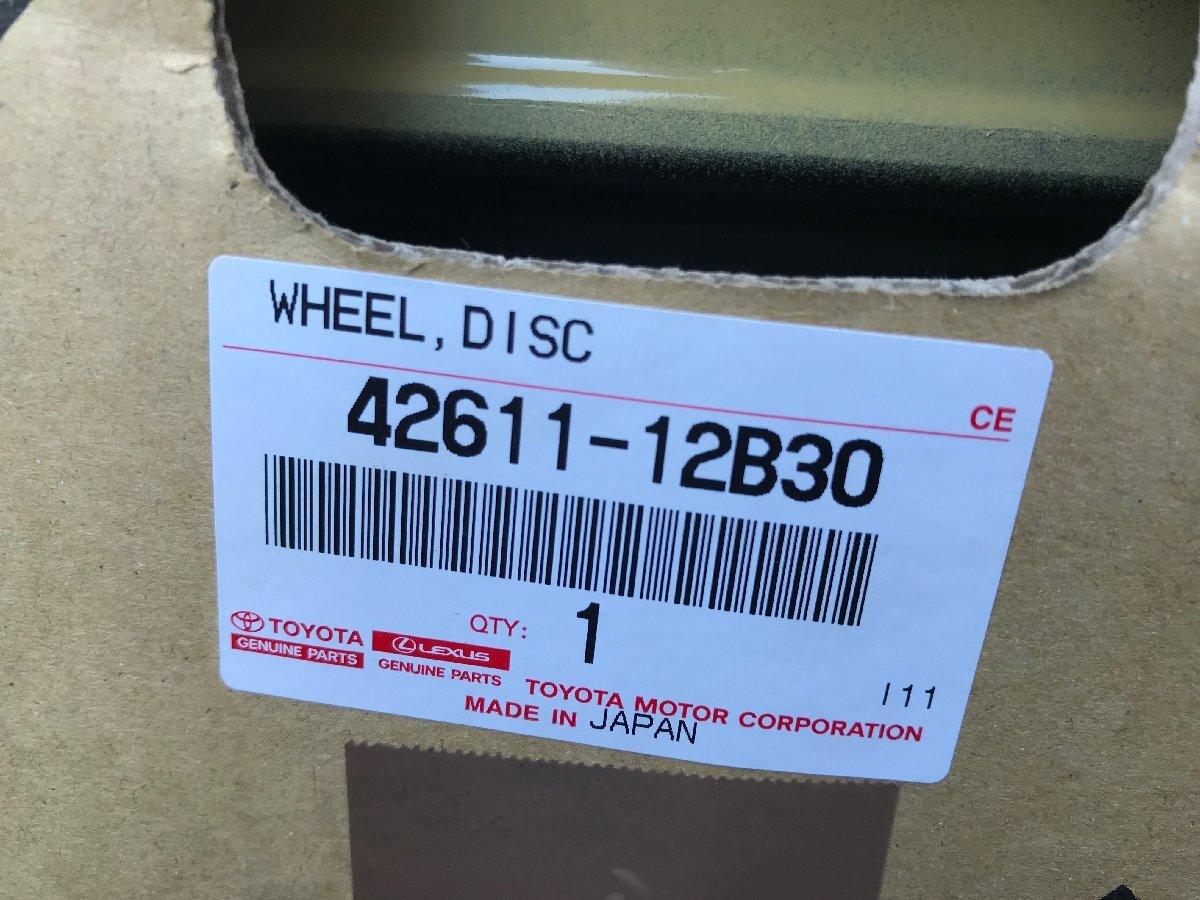 WHEEL, DISC
CE
42611-12B30
QTY: 1
TOYOTA
GENUINE PARTS
LEXUS
GENUINE PARTS
111
TOYOTA MOTOR CORPORATION
MADE IN JAPAN